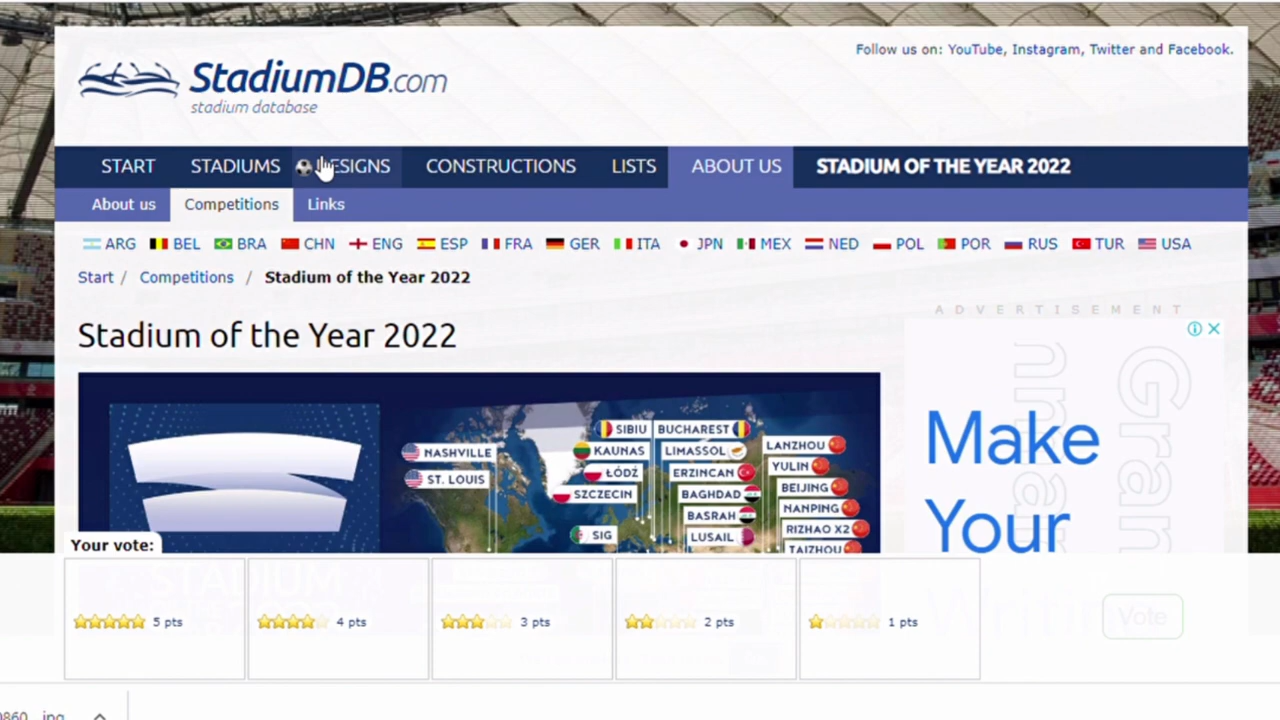 Follow us on: YouTube, Instagram, Twitter and Facebook.
StadiumDB.com
stadium database
START STADIUMS DESIGNS CONSTRUCTIONS LISTS ABOUT US STADIUM OF THE YEAR 2022
About us Competitions Links
ARG BEL BRA CHN ENG ESP FRA GER ITA JPN MEX NED POL POR RUS TUR USA
Start / Competitions / Stadium of the Year 2022
ADVERTISEMENT
Stadium of the Year 2022
SIBIU BUCHAREST
NASHVILLE KAUNAS LIMASSOL LANZHOU
ST. LOUIS ŁÓDŹ ERZINCAN YULIN
SZCZECIN BAGHDAD BEIJING
BASRAH NANPING
SIG LUSAIL RIZHAO X2
TAIZHOU
Make
Your
Your vote:
5 pts 4 pts 3 pts 2 pts 1 pts
Vote